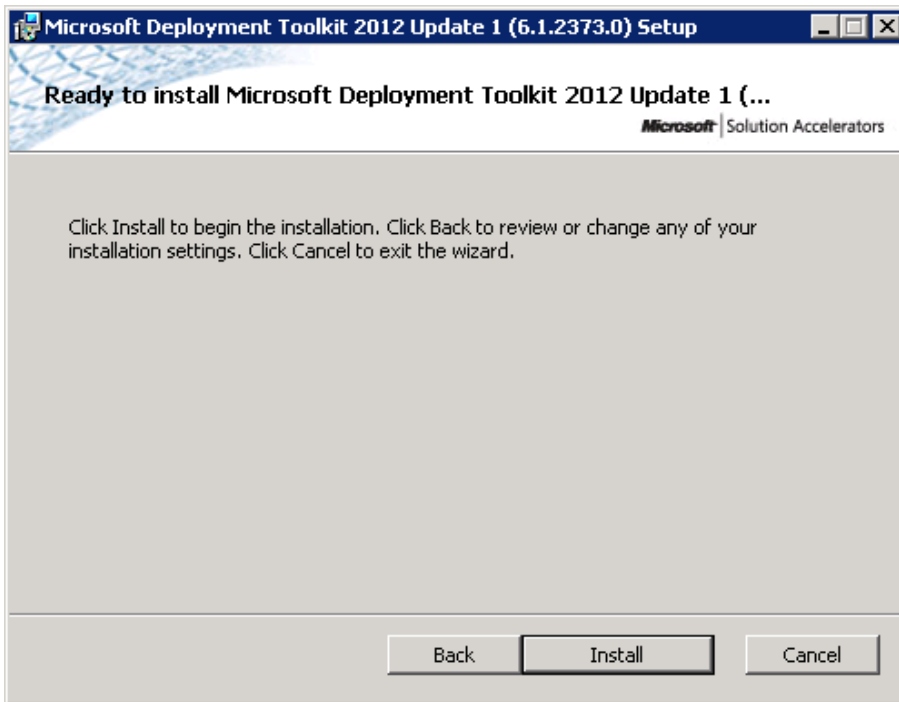 Microsoft Deployment Toolkit 2012 Update 1 (6.1.2373.0) Setup
Ready to install Microsoft Deployment Toolkit 2012 Update 1 (...
Microsoft Solution Accelerators
Click Install to begin the installation. Click Back to review or change any of your
installation settings. Click Cancel to exit the wizard.
Back Install Cancel